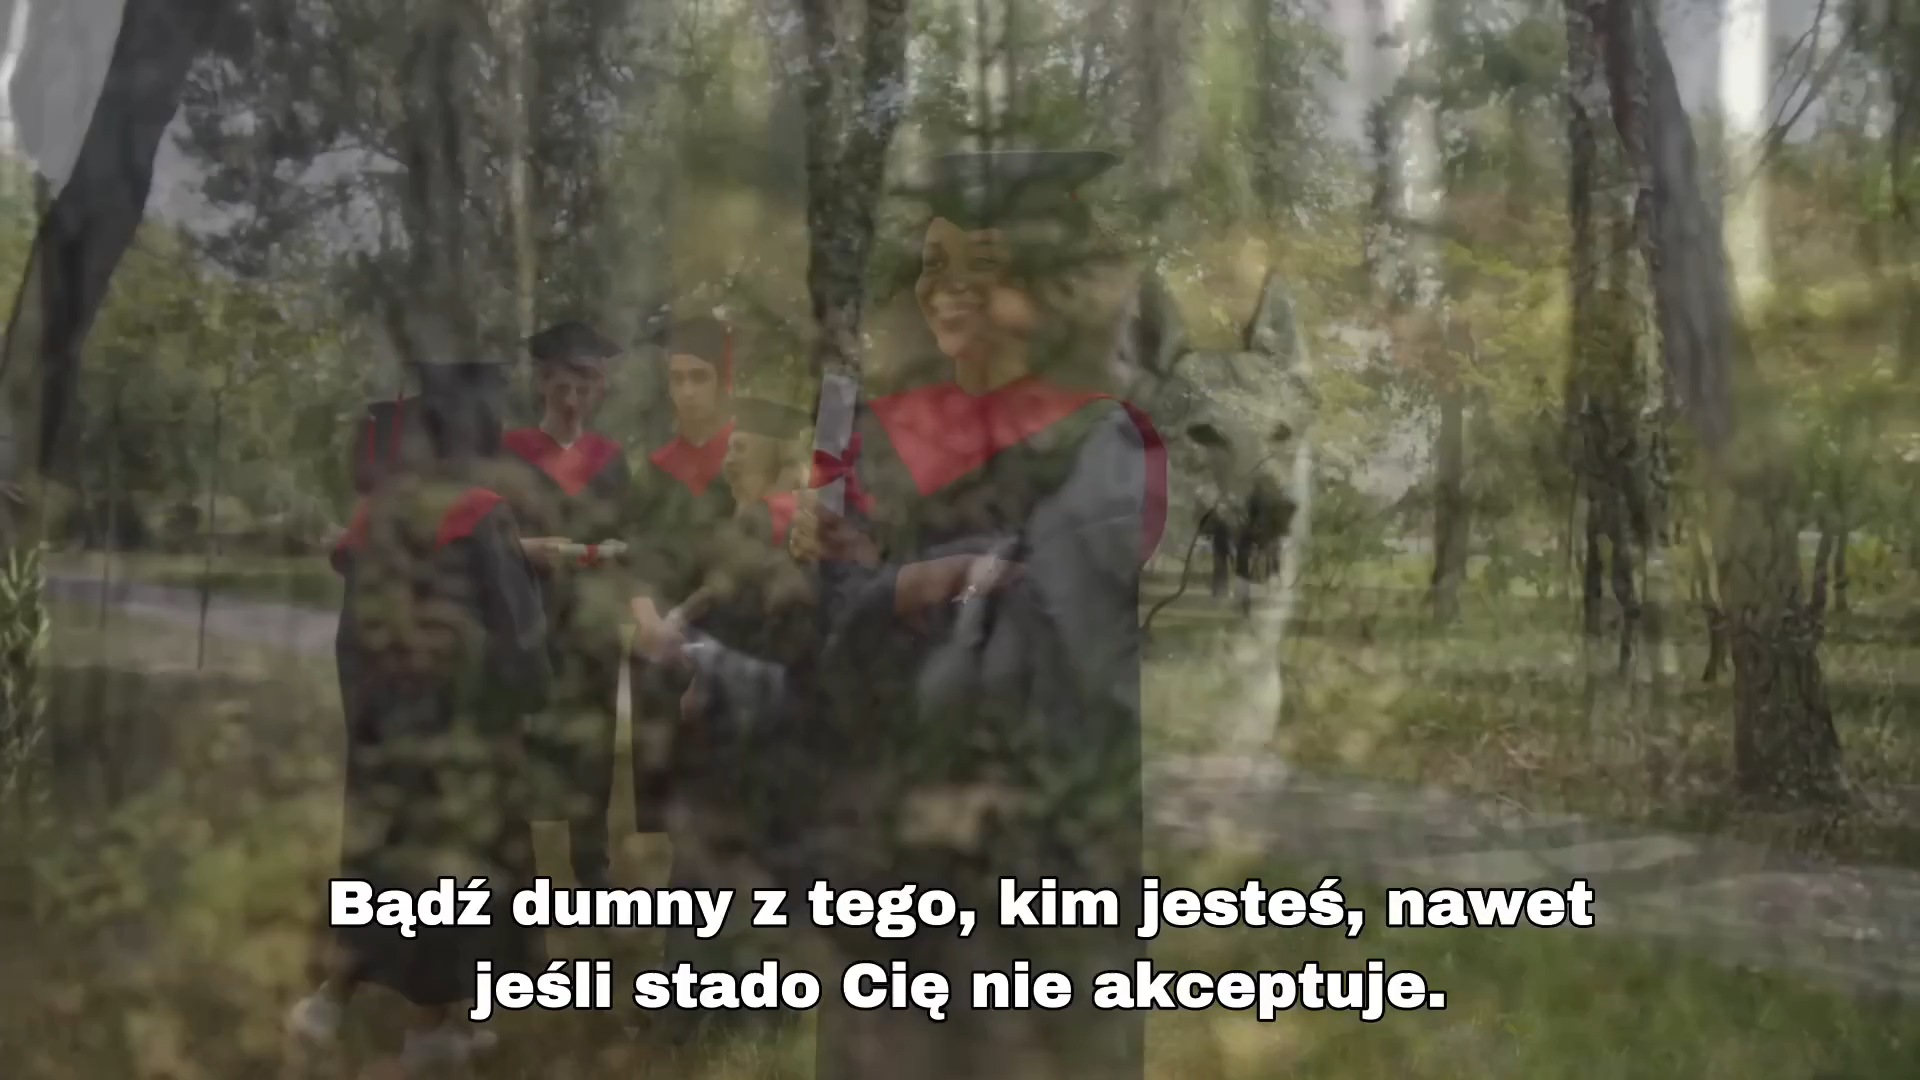 Bądź dumny z tego, kim jesteś, nawet
jeśli stado Cię nie akceptuje.